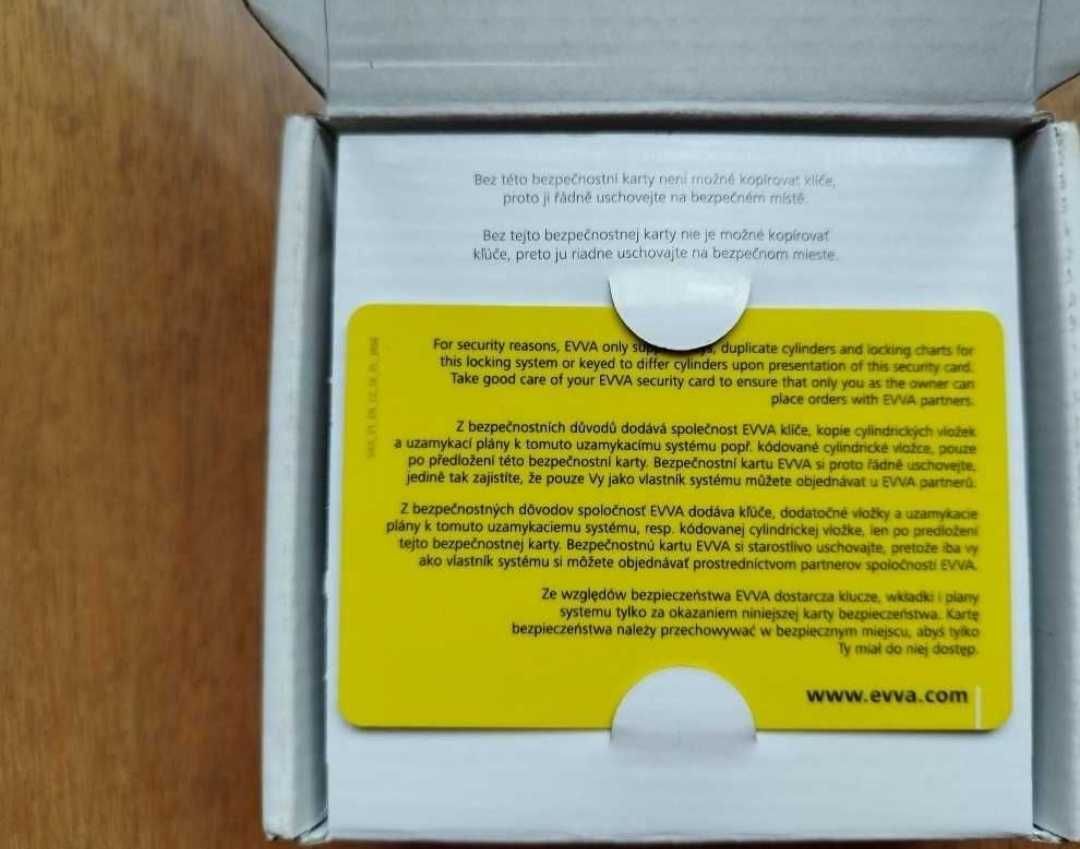 Bez této bezpečnostní karty není možné kopírovat klíče,
proto ji řádně uschovejte na bezpečném místě.
Bez tejto bezpečnostnej karty nie je možné kopírovať
kľúče, preto ju riadne uschovajte na bezpečnom mieste.
For security reasons, EVVA only duplicate cylinders and locking charts for
this locking system or keyed to differ cylinders upon presentation of this security card.
Take good care of your EVVA security card to ensure that only you as the owner can
place orders with EVVA partners.
Z bezpečnostních důvodů dodává společnost EVVA klíče, kopie cylindrických vložek
a uzamykací plány k tomuto uzamykacímu systému popř. kódované cylindrické vložce, pouze
po předložení této bezpečnostní karty. Bezpečnostní kartu EVVA si proto řádně uschovejte,
jedině tak zajistíte, že pouze Vy jako vlastník systému můžete objednávat u EVVA partnerů.
Z bezpečnostných dôvodov spoločnosť EVVA dodáva kľúče, dodatočné vložky a uzamykacie
plány k tomuto uzamykaciemu systému, resp. kódovanej cylindrickej vložke, len po predložení
tejto bezpečnostnej karty. Bezpečnostnú kartu EVVA si starostlivo uschovajte, pretože iba vy
ako vlastník systému si môžete objednávať prostredníctvom partnerov spoločnosti EVVA.
Ze względów bezpieczeństwa EVVA dostarcza klucze, wkładki i plany
systemu tylko za okazaniem niniejszej karty bezpieczeństwa. Kartę
bezpieczeństwa należy przechowywać w bezpiecznym miejscu, abyś tylko
Ty miał do niej dostęp.
www.evva.com